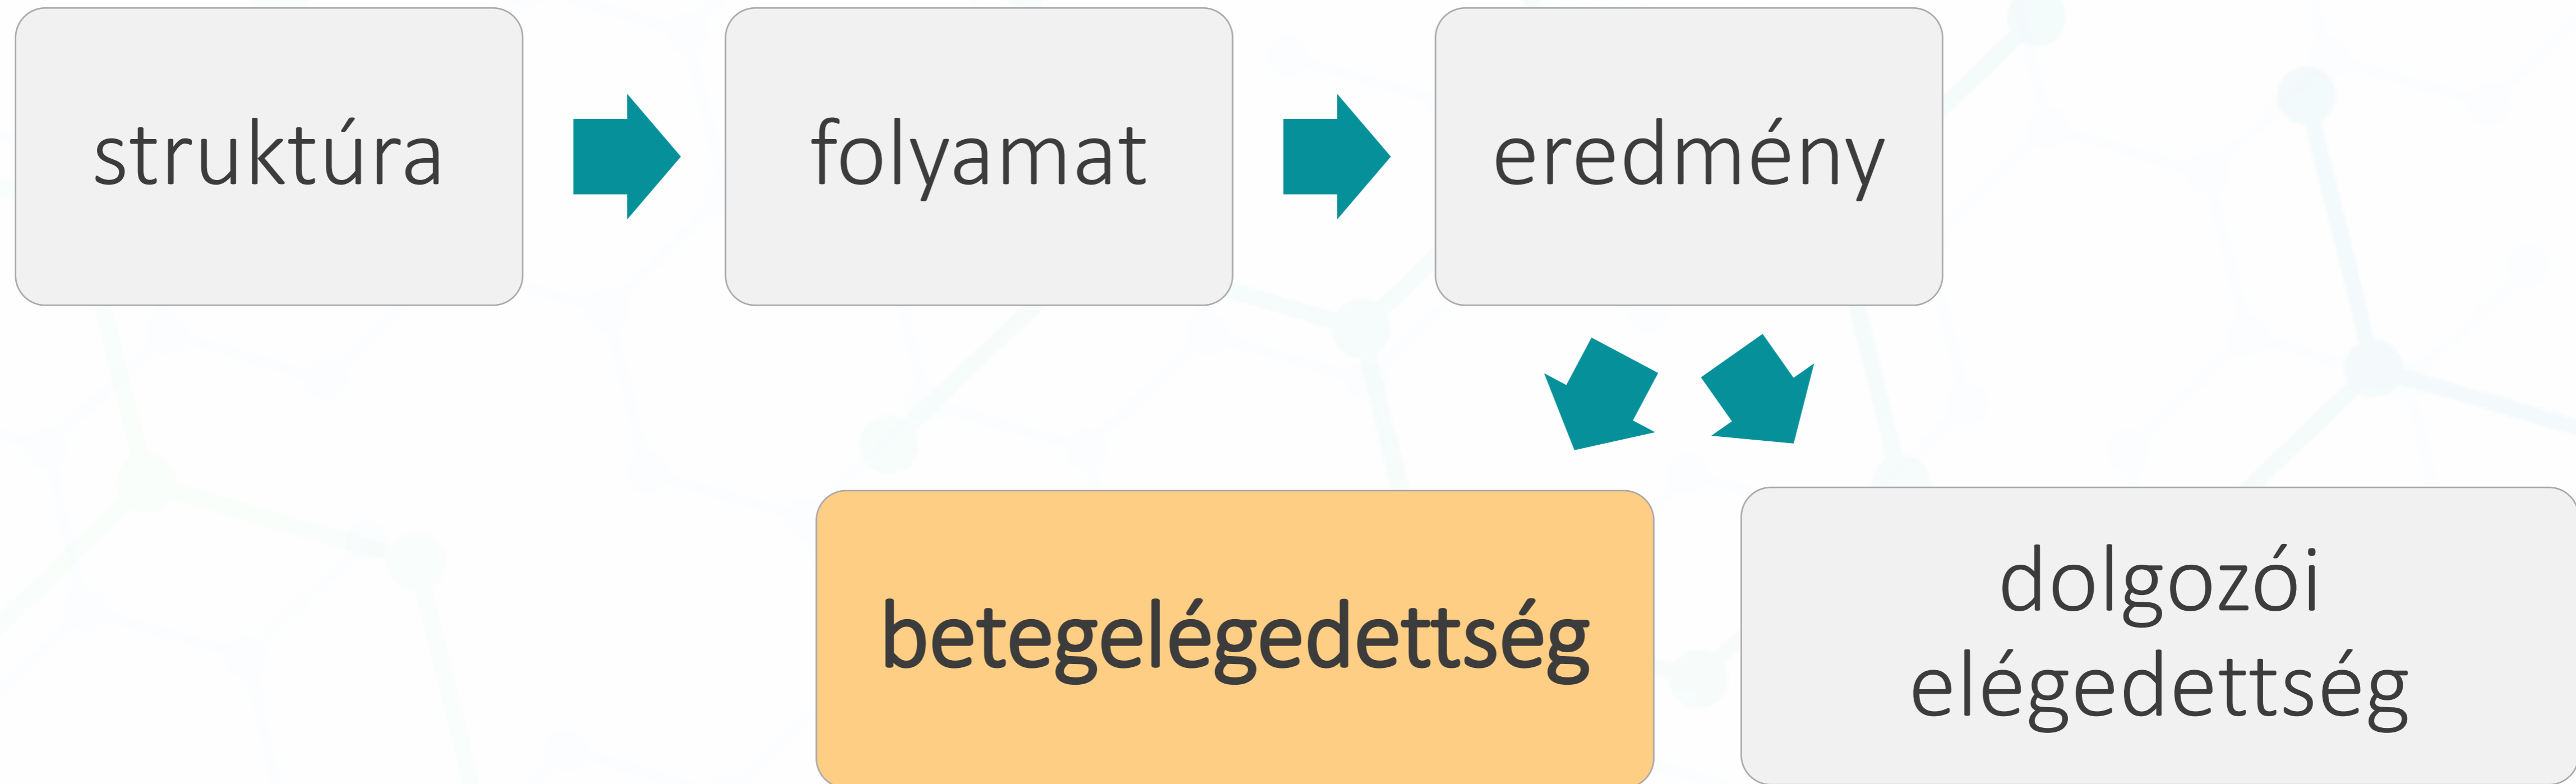 struktúra
folyamat
eredmény
betegelégedettség
dolgozói
elégedettség